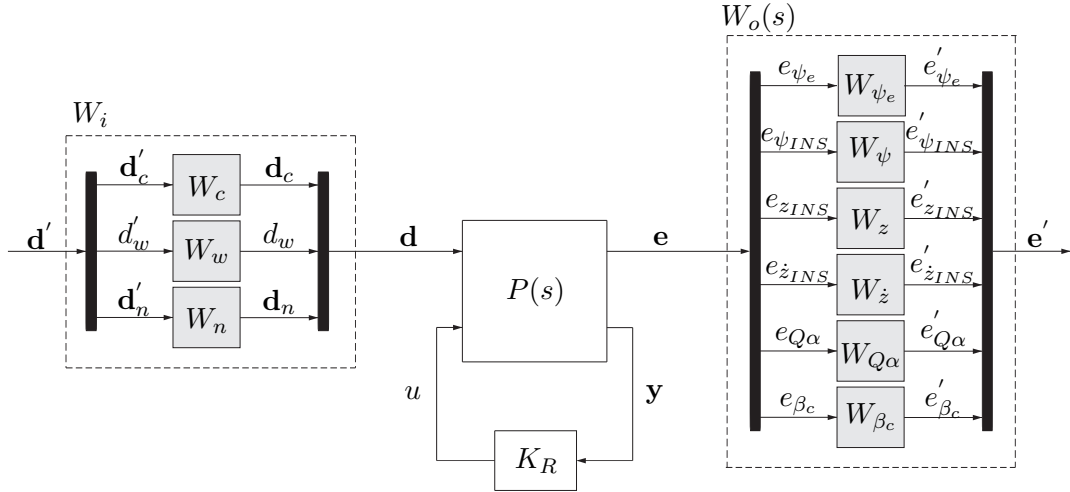 W_i
d'
d'_c W_c d_c
d'_w W_w d_w
d'_n W_n d_n
d
P(s)
e
u
y
K_R
W_o(s)
e_{ψ_e} W_{ψ_e} e'_{ψ_e}
e_{ψ_{INS}} W_ψ e'_{ψ_{INS}}
e_{z_{INS}} W_z e'_{z_{INS}}
e_{ż_{INS}} W_ż e'_{ż_{INS}}
e_{Qα} W_{Qα} e'_{Qα}
e_{β_c} W_{β_c} e'_{β_c}
e'